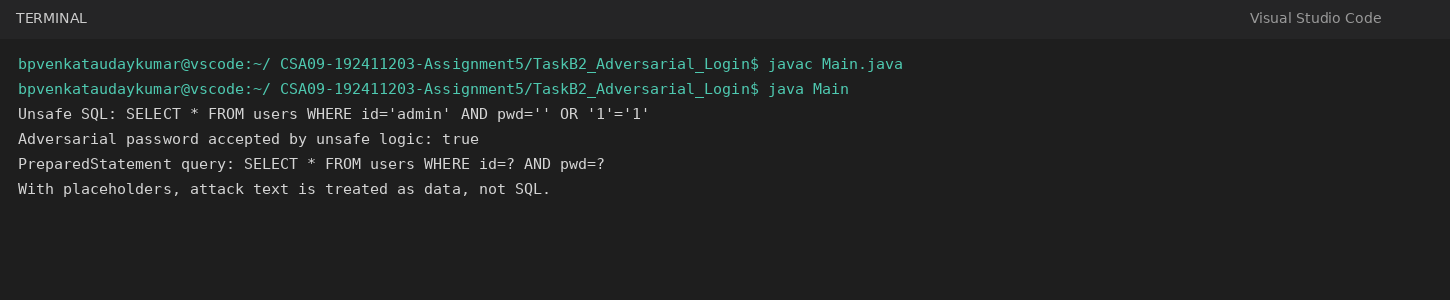 TERMINAL Visual Studio Code
bpvenkataudaykumar@vscode:~/ CSA09-192411203-Assignment5/TaskB2_Adversarial_Login$ javac Main.java
bpvenkataudaykumar@vscode:~/ CSA09-192411203-Assignment5/TaskB2_Adversarial_Login$ java Main
Unsafe SQL: SELECT * FROM users WHERE id='admin' AND pwd='' OR '1'='1'
Adversarial password accepted by unsafe logic: true
PreparedStatement query: SELECT * FROM users WHERE id=? AND pwd=?
With placeholders, attack text is treated as data, not SQL.